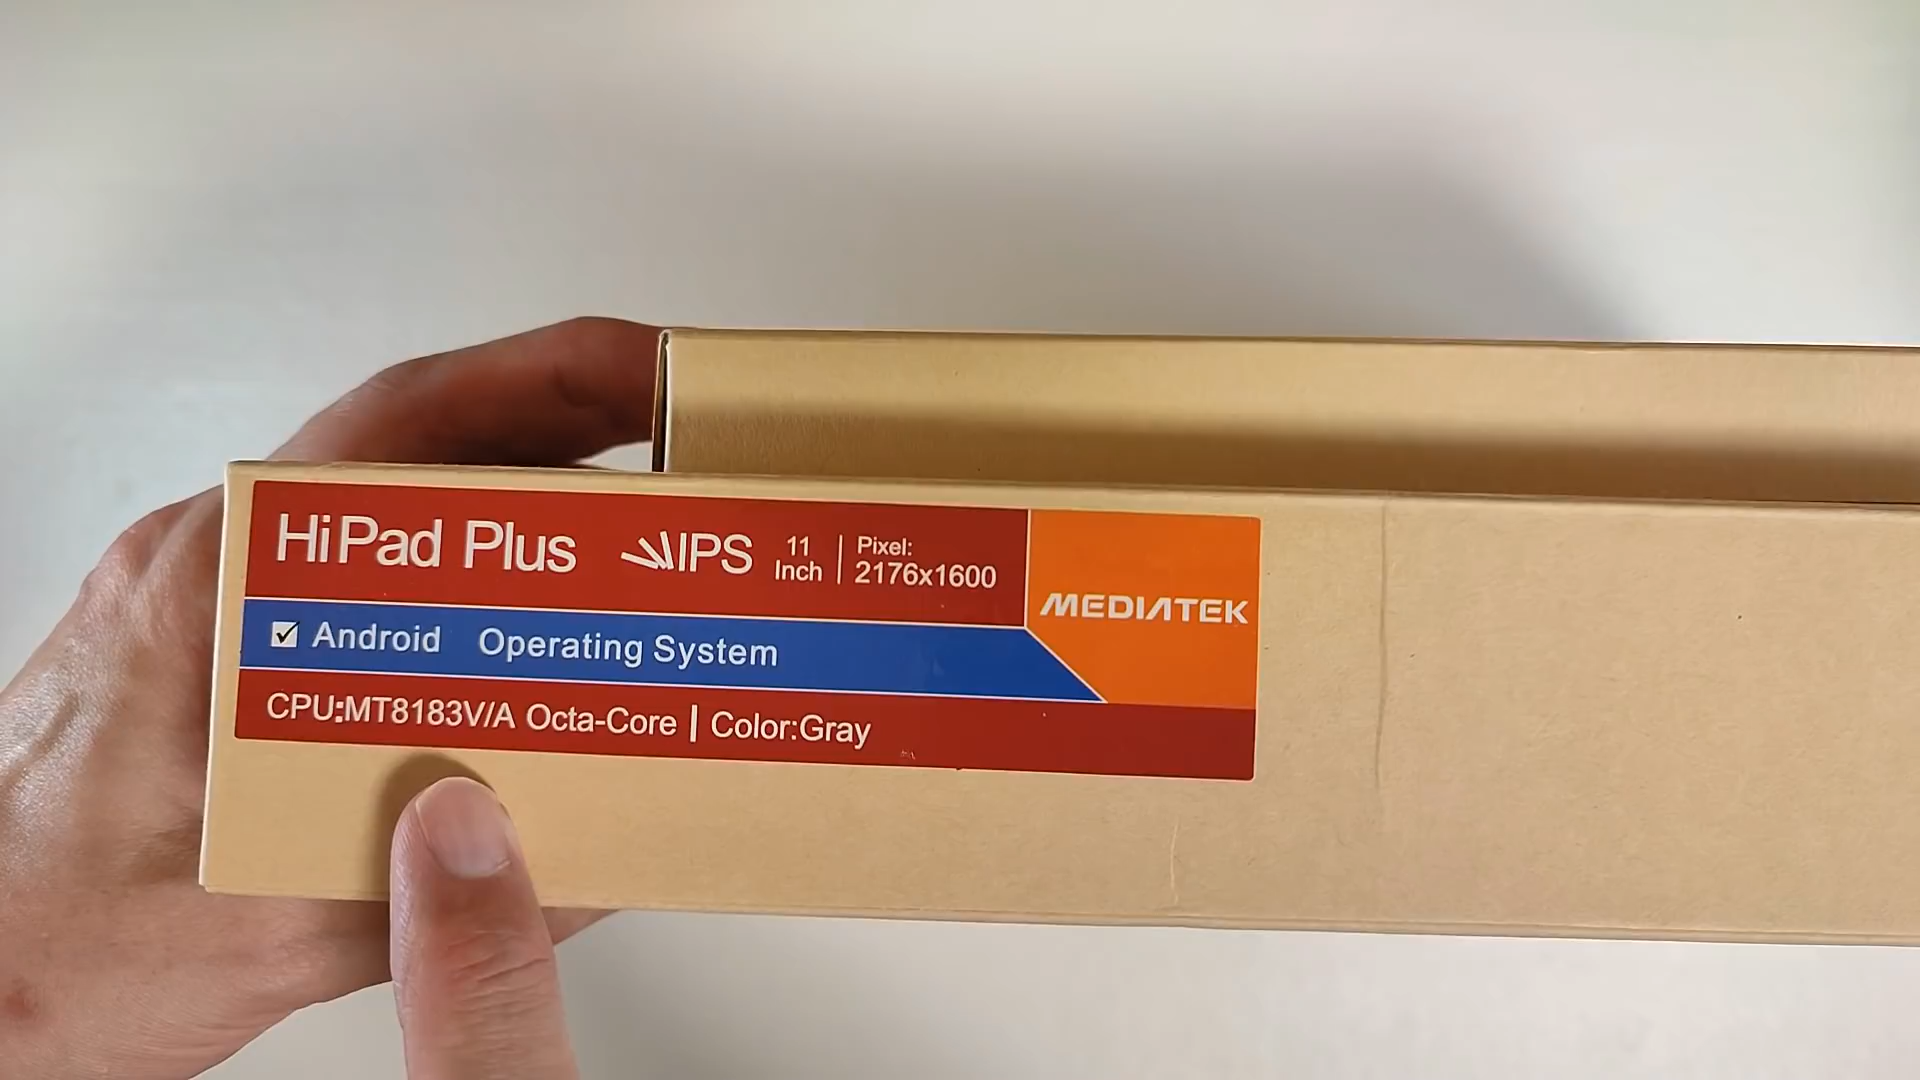 HiPad Plus IPS 11 Inch Pixel: 2176x1600
MEDIATEK
Android Operating System
CPU:MT8183V/A Octa-Core | Color:Gray